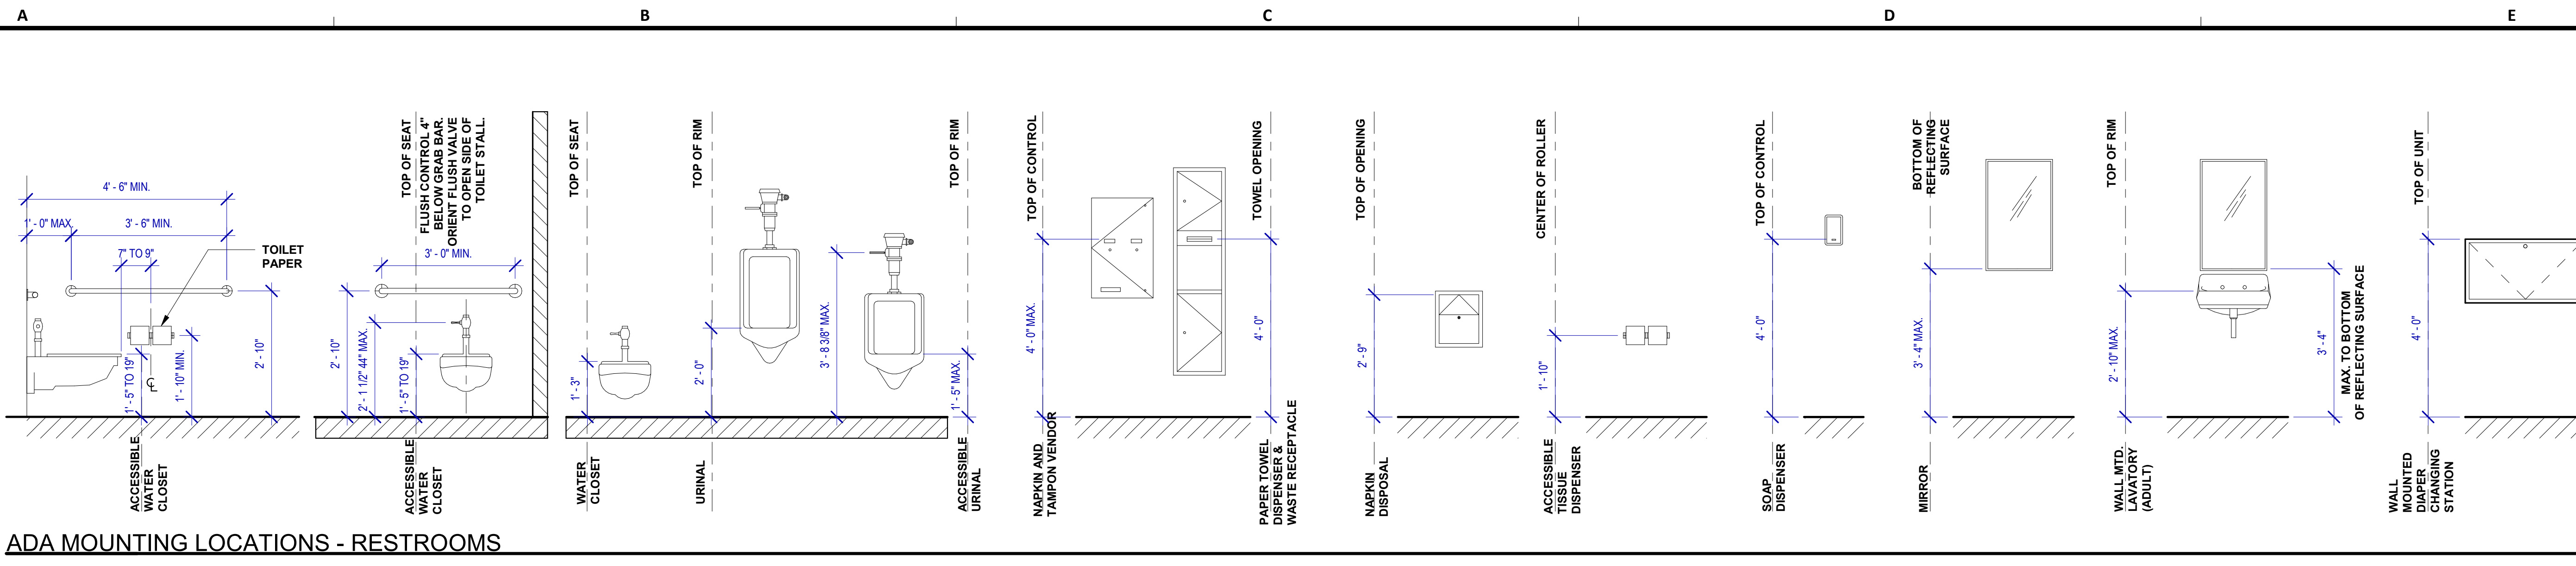 A
B
C
D
E
4' - 6" MIN.
1' - 0" MAX.
3' - 6" MIN.
7" TO 9"
TOILET
PAPER
1' - 5" TO 19"
CL
1' - 10" MIN.
2' - 10"
ACCESSIBLE
WATER
CLOSET
TOP OF SEAT
FLUSH CONTROL 4"
BELOW GRAB BAR.
ORIENT FLUSH VALVE
TO OPEN SIDE OF
TOILET STALL.
3' - 0" MIN.
2' - 10"
2' - 1 1/2" 44" MAX.
1' - 5" TO 19"
ACCESSIBLE
WATER
CLOSET
TOP OF SEAT
1' - 3"
WATER
CLOSET
TOP OF RIM
2' - 0"
URINAL
3' - 8 3/8" MAX.
TOP OF RIM
1' - 5" MAX.
ACCESSIBLE
URINAL
TOP OF CONTROL
4' - 0" MAX.
NAPKIN AND
TAMPON VENDOR
TOWEL OPENING
4' - 0"
PAPER TOWEL
DISPENSER &
WASTE RECEPTACLE
TOP OF OPENING
2' - 9"
NAPKIN
DISPOSAL
CENTER OF ROLLER
1' - 10"
ACCESSIBLE
TISSUE
DISPENSER
TOP OF CONTROL
4' - 0"
SOAP
DISPENSER
BOTTOM OF
REFLECTING
SURFACE
3' - 4" MAX.
MIRROR
TOP OF RIM
2' - 10" MAX.
WALL MTD.
LAVATORY
(ADULT)
3' - 4"
MAX. TO BOTTOM
OF REFLECTING SURFACE
TOP OF UNIT
4' - 0"
WALL
MOUNTED
DIAPER
CHANGING
STATION
ADA MOUNTING LOCATIONS - RESTROOMS